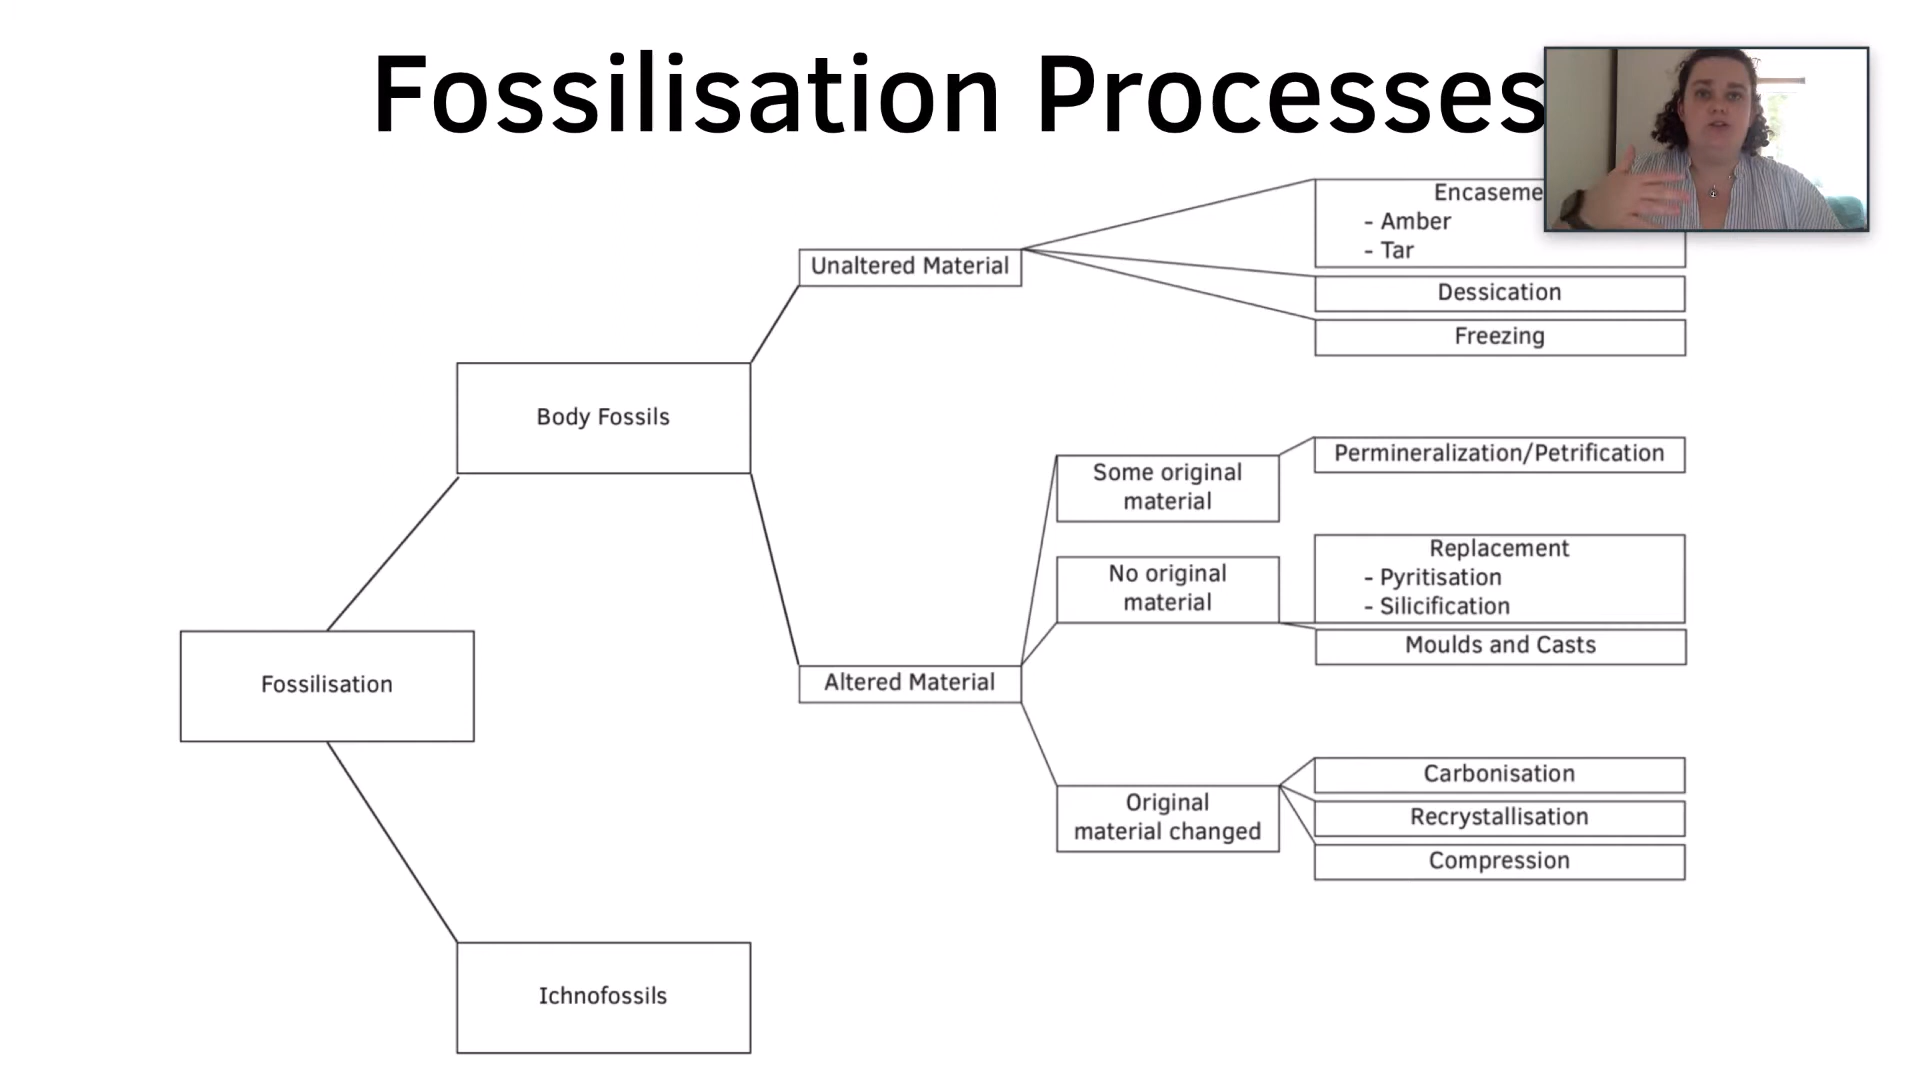 Fossilisation Processes
- Amber
- Tar
Unaltered Material
Dessication
Freezing
Body Fossils
Permineralization/Petrification
Some original
material
Replacement
- Pyritisation
- Silicification
No original
material
Moulds and Casts
Fossilisation
Altered Material
Carbonisation
Original
material changed
Recrystallisation
Compression
Ichnofossils